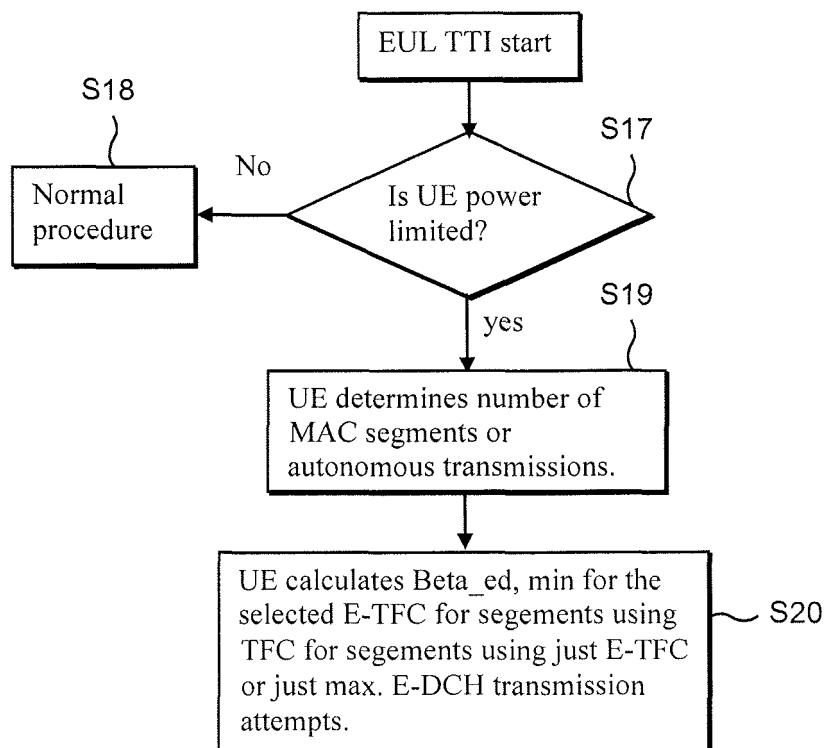 EUL TTI start
S18
S17
No
Is UE power
limited?
Normal
procedure
S19
yes
UE determines number of
MAC segments or
autonomous transmissions.
UE calculates Beta_ed, min for the
selected E-TFC for segements using
TFC for segements using just E-TFC
or just max. E-DCH transmission
attempts.
S20